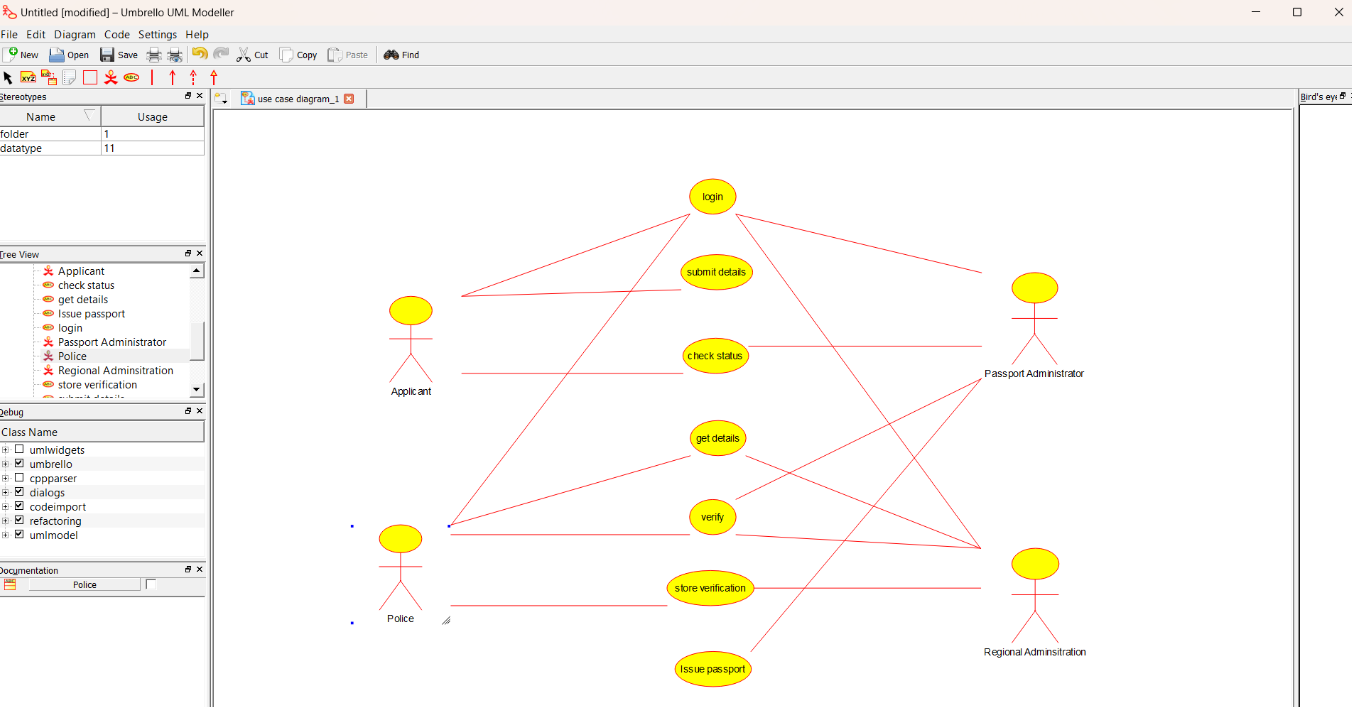 Untitled [modified] – Umbrello UML Modeller
File Edit Diagram Code Settings Help
New Open Save Cut Copy Paste Find
XYZ ABC
Stereotypes
use case diagram_1
Bird's eye
Name Usage
folder 1
datatype 11
Tree View
Applicant
check status
get details
Issue passport
login
Passport Administrator
Police
Regional Adminsitration
store verification
submit details
Debug
Class Name
umlwidgets
umbrello
cppparser
dialogs
codeimport
refactoring
umlmodel
Documentation
Police
login
submit details
Applicant
check status
Passport Administrator
get details
verify
store verification
Police
Regional Adminsitration
Issue passport